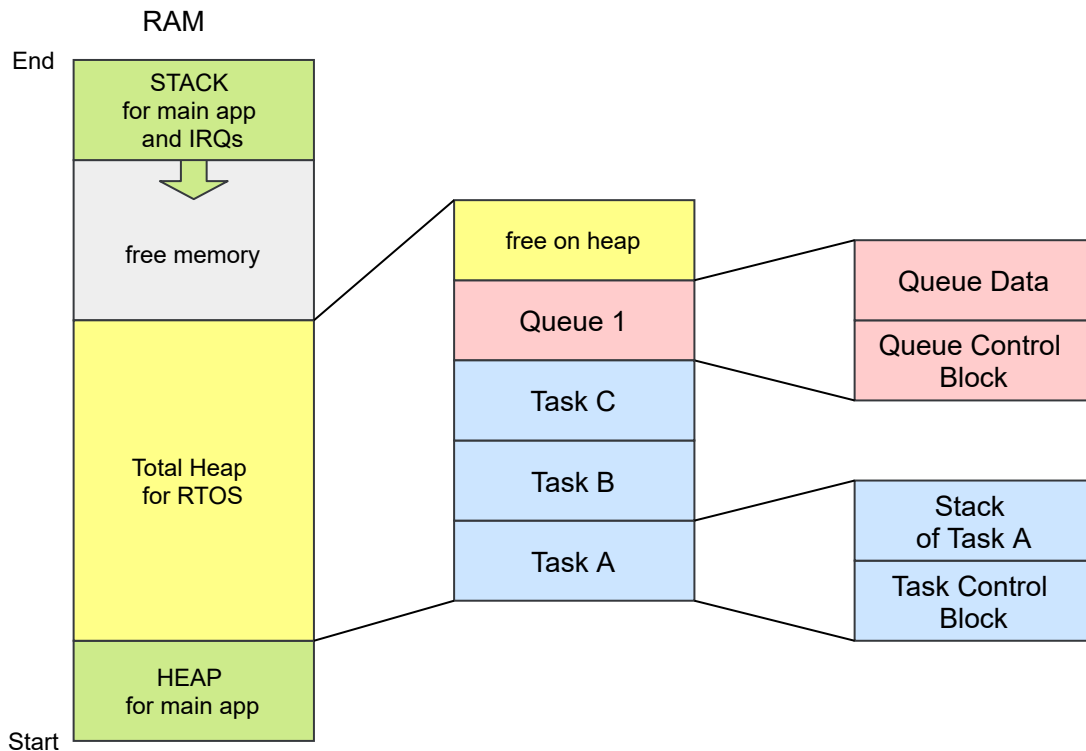 RAM
End
STACK
for main app
and IRQs
free memory
Total Heap
for RTOS
HEAP
for main app
Start
free on heap
Queue 1
Task C
Task B
Task A
Queue Data
Queue Control
Block
Stack
of Task A
Task Control
Block